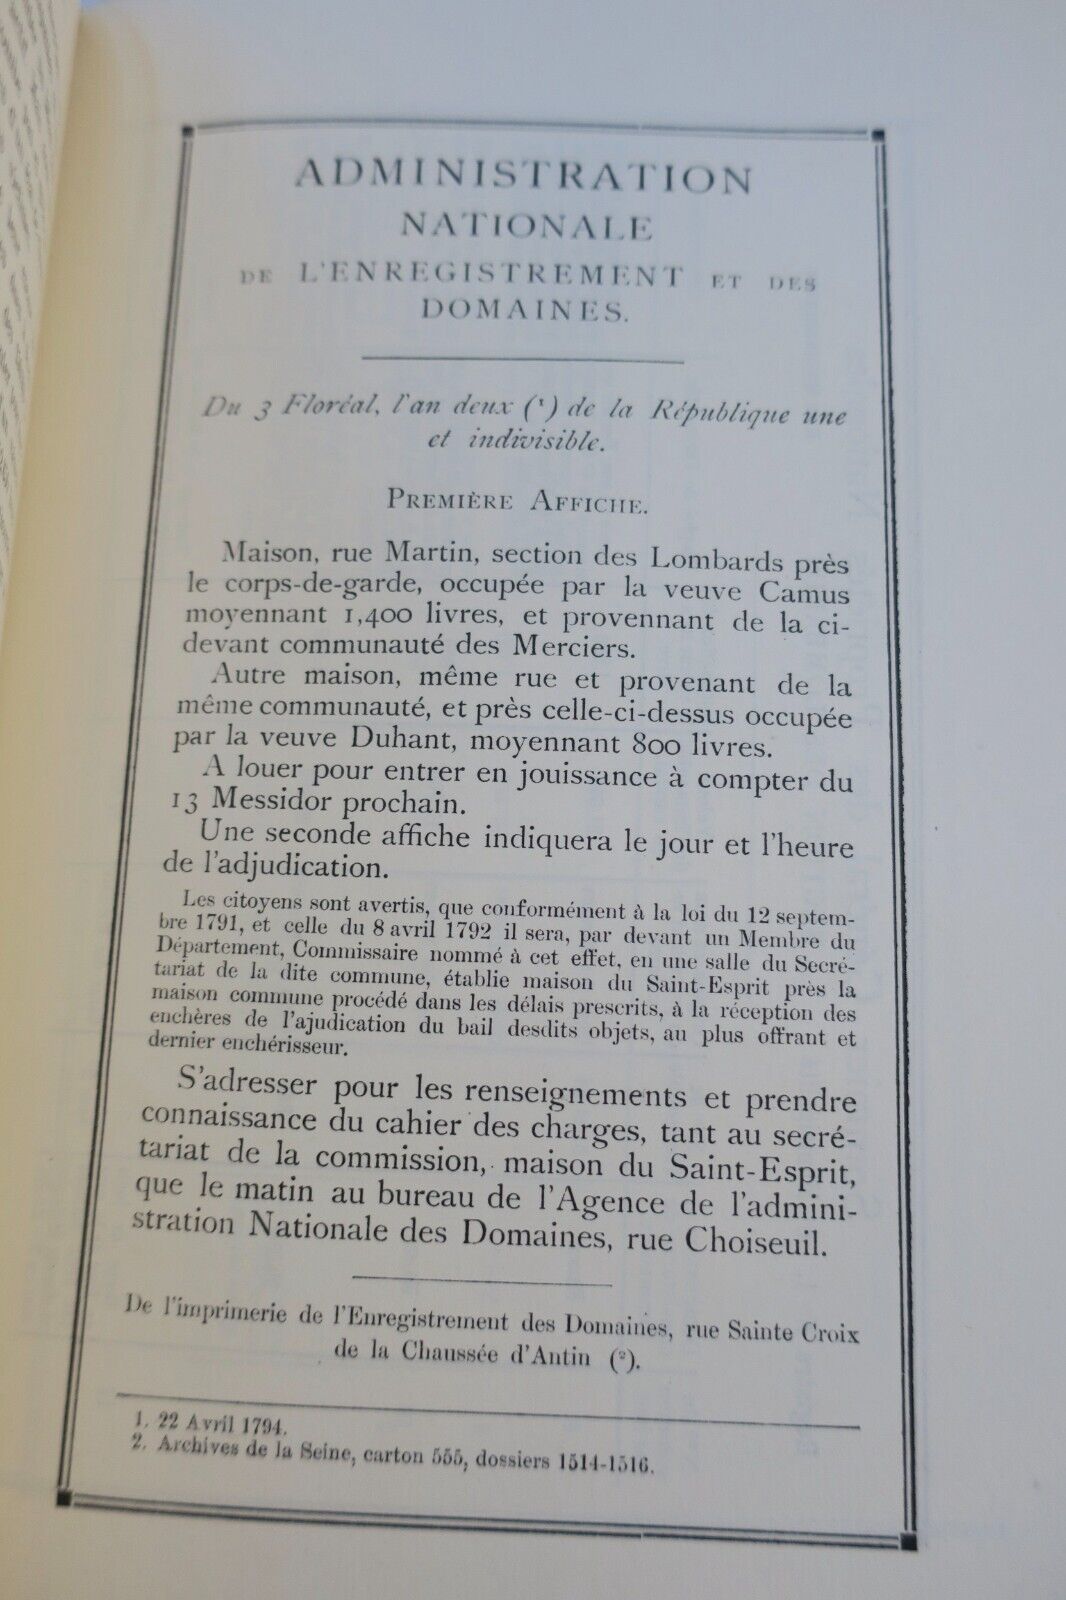 ADMINISTRATION
NATIONALE
DE L'ENREGISTREMENT ET DES
DOMAINES.
Du 3 Floréal, l'an deux (1) de la République une
et indivisible.
PREMIÈRE AFFICHE.
Maison, rue Martin, section des Lombards près
le corps-de-garde, occupée par la veuve Camus
moyennant 1,400 livres, et provennant de la ci-
devant communauté des Merciers.
Autre maison, même rue et provenant de la
même communauté, et près celle-ci-dessus occupée
par la veuve Duhant, moyennant 800 livres.
A louer pour entrer en jouissance à compter du
13 Messidor prochain.
Une seconde affiche indiquera le jour et l'heure
de l'adjudication.
Les citoyens sont avertis, que conformément à la loi du 12 septem-
bre 1791, et celle du 8 avril 1792 il sera, par devant un Membre du
Département, Commissaire nommé à cet effet, en une salle du Secré-
tariat de la dite commune, établie maison du Saint-Esprit près la
maison commune procédé dans les délais prescrits, à la réception des
enchères de l'ajudication du bail desdits objets, au plus offrant et
dernier enchérisseur.
S'adresser pour les renseignements et prendre
connaissance du cahier des charges, tant au secré-
tariat de la commission, maison du Saint-Esprit,
que le matin au bureau de l'Agence de l'admini-
stration Nationale des Domaines, rue Choiseuil.
De l'imprimerie de l'Enregistrement des Domaines, rue Sainte Croix
de la Chaussée d'Antin (2).
1. 22 Avril 1794.
2. Archives de la Seine, carton 555, dossiers 1514-1516.